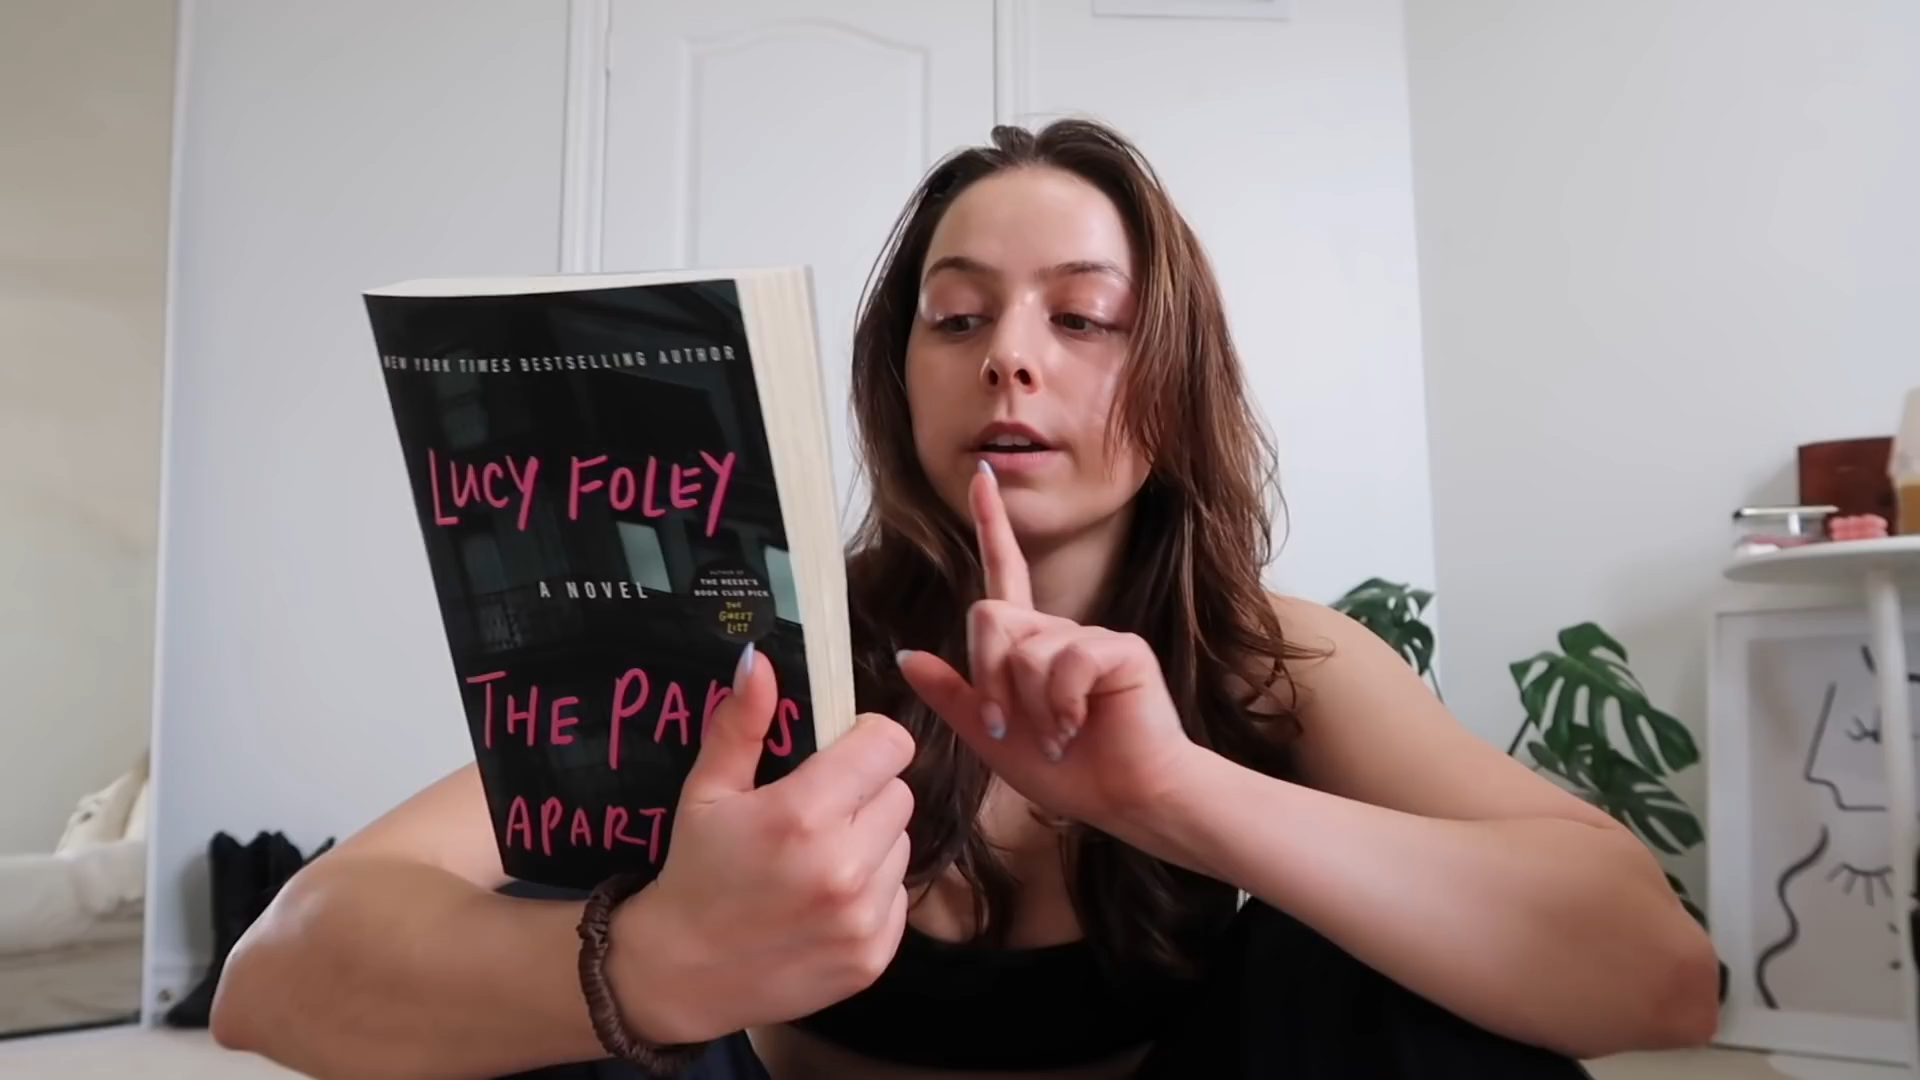 NEW YORK TIMES BESTSELLING AUTHOR
LUCY FOLEY
A NOVEL
AUTHOR OF
THE REESE'S
BOOK CLUB PICK
THE
GUEST
LIST
THE PARIS
APART